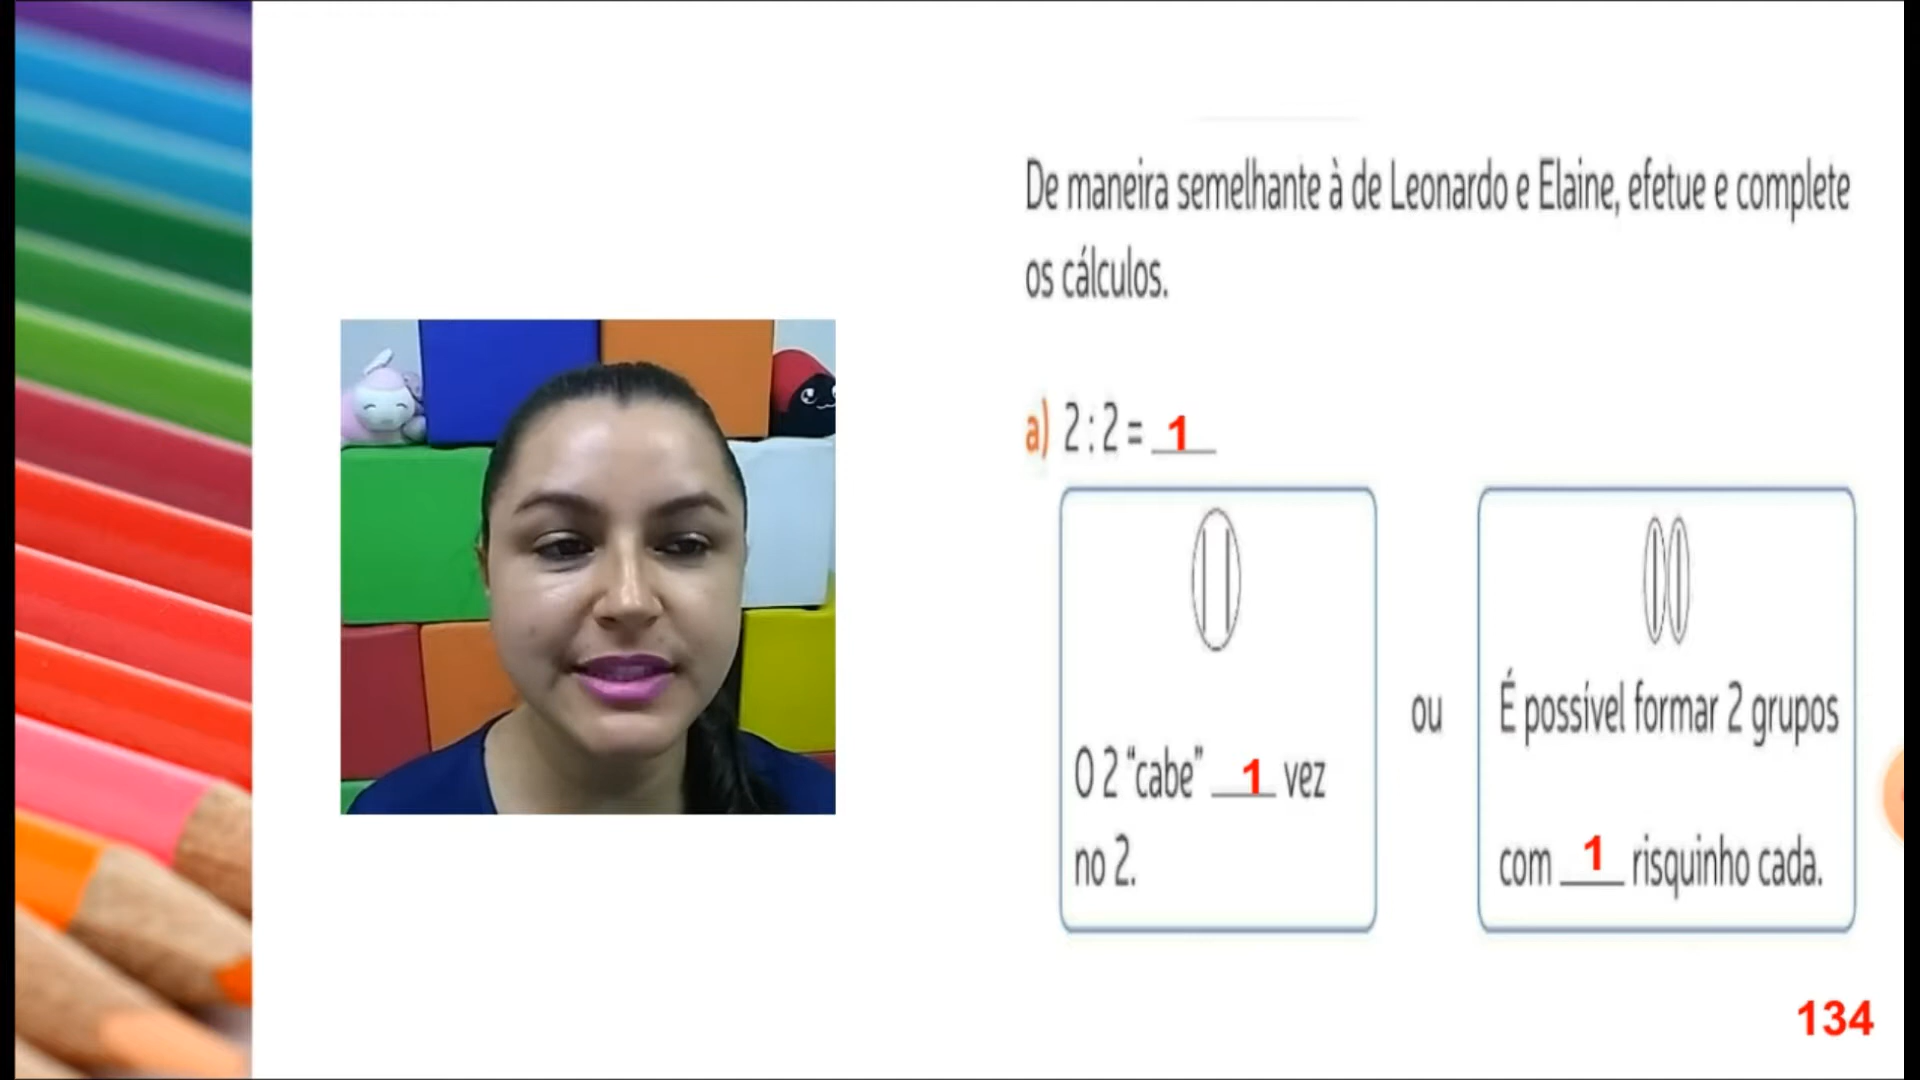 De maneira semelhante à de Leonardo e Elaine, efetue e complete
os cálculos.
a) 2 : 2 = 1
O 2 “cabe” 1 vez
no 2.
ou
É possível formar 2 grupos
com 1 risquinho cada.
134